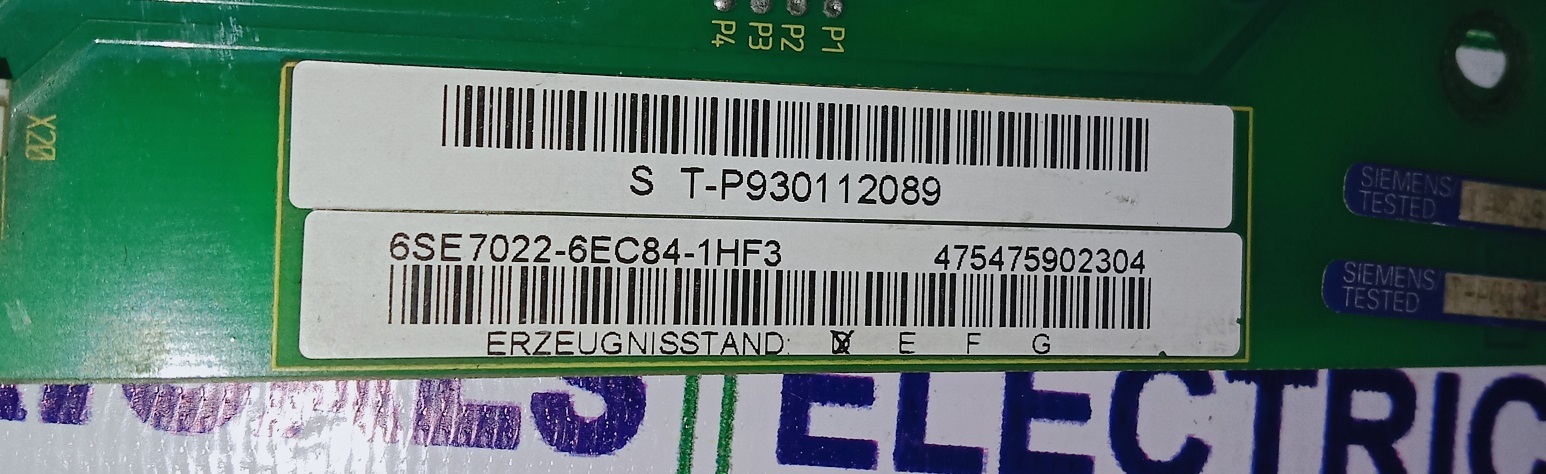 P1
P2
P3
P4
X20
S T-P930112089
6SE7022-6EC84-1HF3 475475902304
ERZEUGNISSTAND: D E F G
SIEMENS
TESTED
SIEMENS
TESTED
ELECTRIC